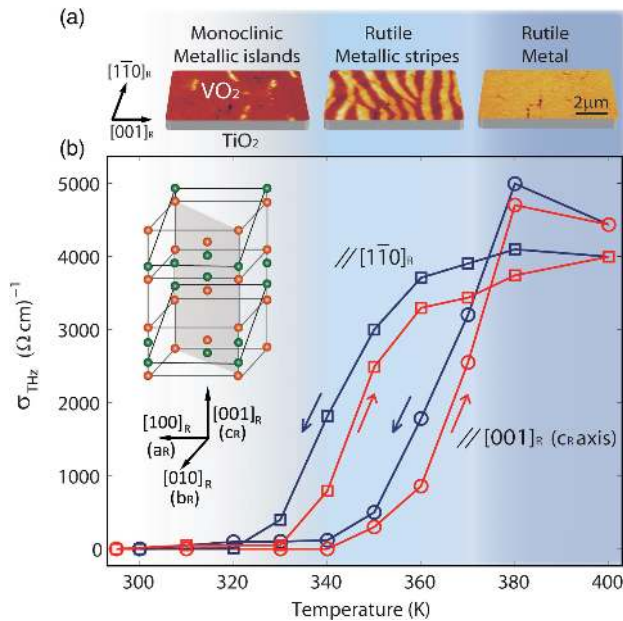 (a)
Monoclinic
Metallic islands
Rutile
Metallic stripes
Rutile
Metal
[11̅0]R
[001]R
VO2
TiO2
2μm
(b)
5000
4000
3000
2000
1000
0
σTHz (Ω cm)⁻¹
//[11̅0]R
//[001]R (cR axis)
[001]R
(cR)
[100]R
(aR)
[010]R
(bR)
300 320 340 360 380 400
Temperature (K)